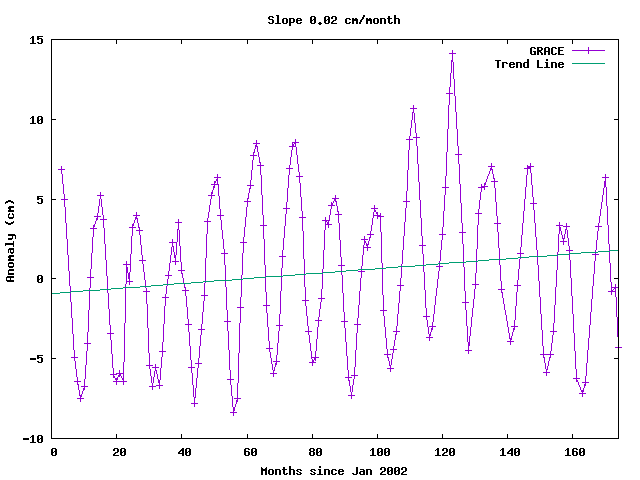 Slope 0.02 cm/month
15
10
5
0
-5
-10
Anomaly (cm)
GRACE
Trend Line
0 20 40 60 80 100 120 140 160
Months since Jan 2002